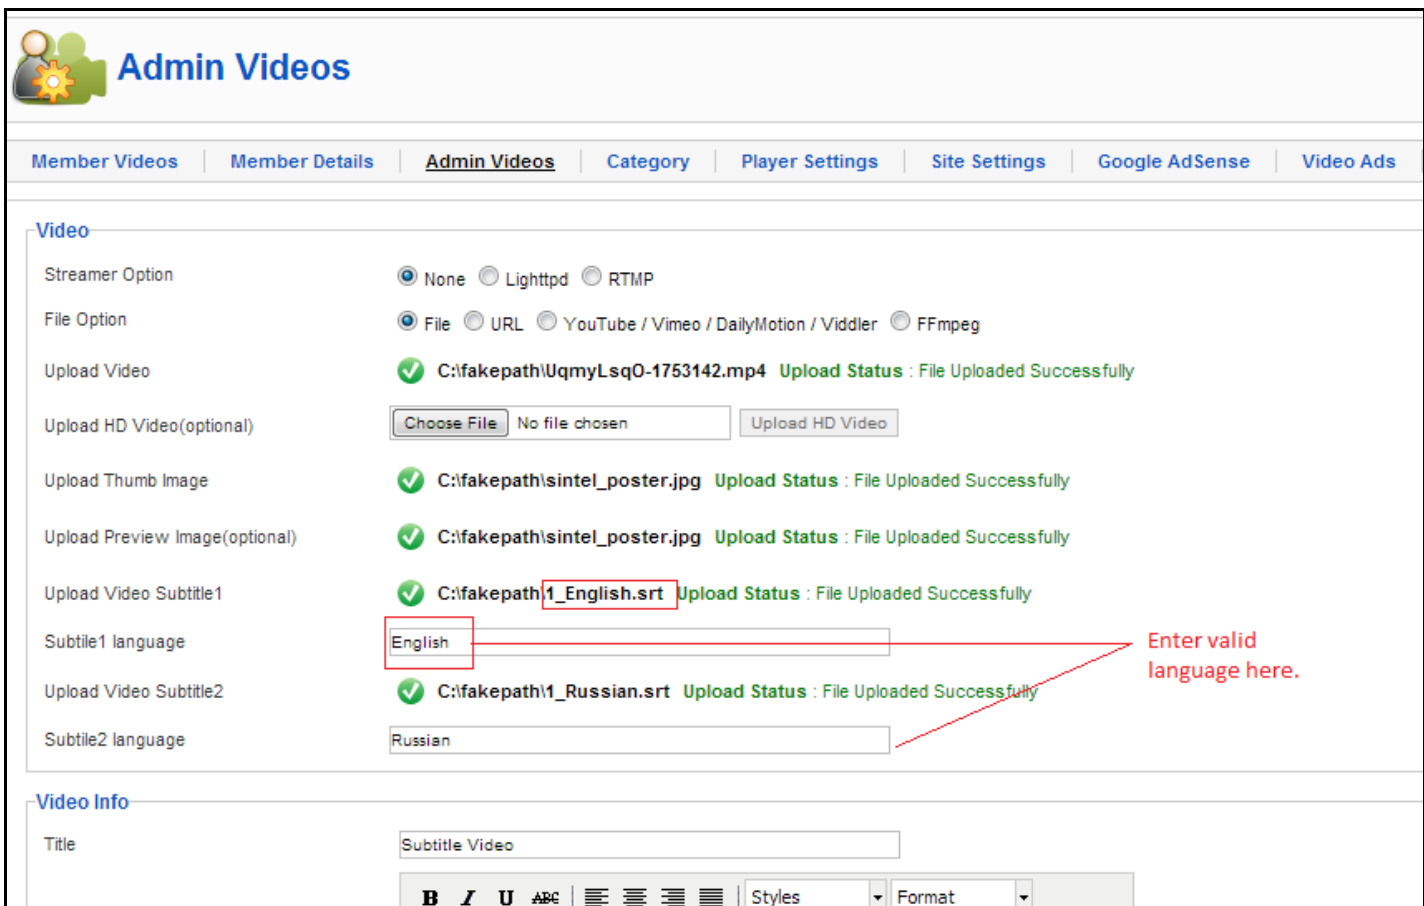 Admin Videos
Member Videos Member Details Admin Videos Category Player Settings Site Settings Google AdSense Video Ads
Video
Streamer Option None Lighttpd RTMP
File Option File URL YouTube / Vimeo / DailyMotion / Viddler FFmpeg
Upload Video C:\fakepath\UqmyLsqO-1753142.mp4 Upload Status : File Uploaded Successfully
Upload HD Video(optional) Choose File No file chosen Upload HD Video
Upload Thumb Image C:\fakepath\sintel_poster.jpg Upload Status : File Uploaded Successfully
Upload Preview Image(optional) C:\fakepath\sintel_poster.jpg Upload Status : File Uploaded Successfully
Upload Video Subtitle1 C:\fakepath\1_English.srt Upload Status : File Uploaded Successfully
Subtile1 language English
Enter valid
language here.
Upload Video Subtitle2 C:\fakepath\1_Russian.srt Upload Status : File Uploaded Successfully
Subtile2 language Russian
Video Info
Title Subtitle Video
B I U ABC Styles Format